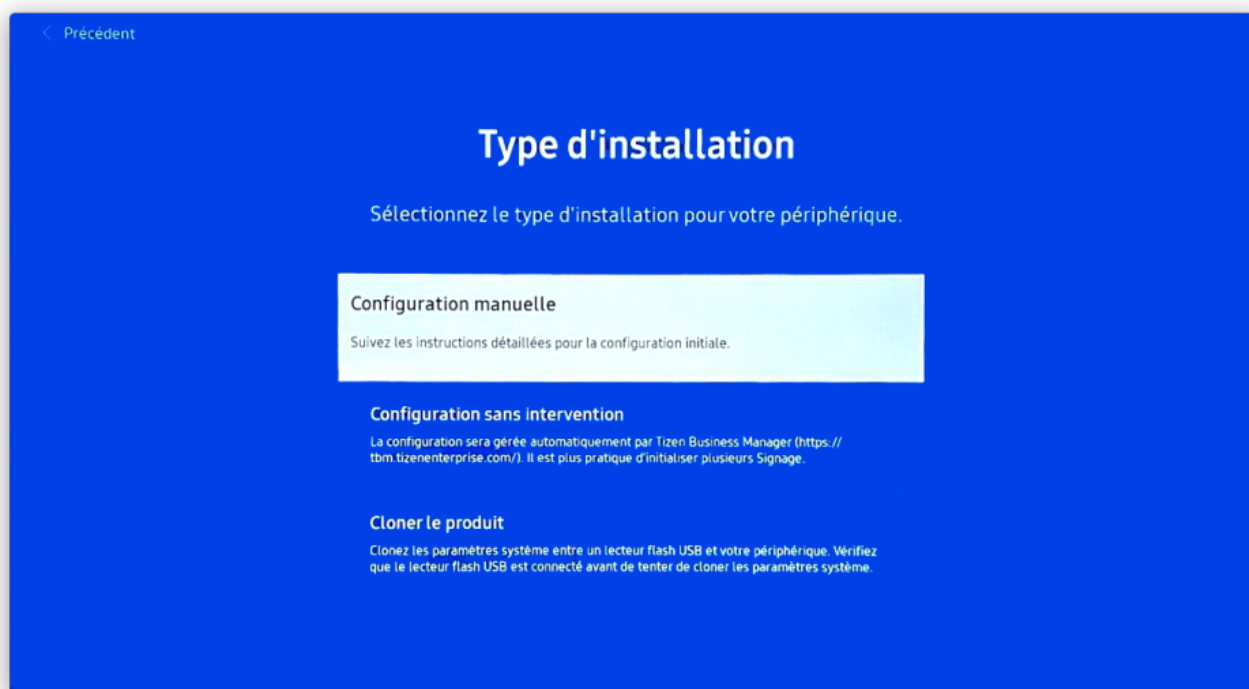 Précédent
Type d'installation
Sélectionnez le type d'installation pour votre périphérique.
Configuration manuelle
Suivez les instructions détaillées pour la configuration initiale.
Configuration sans intervention
La configuration sera gérée automatiquement par Tizen Business Manager (https://
tbm.tizenenterprise.com/). Il est plus pratique d'initialiser plusieurs Signage.
Cloner le produit
Clonez les paramètres système entre un lecteur flash USB et votre périphérique. Vérifiez
que le lecteur flash USB est connecté avant de tenter de cloner les paramètres système.